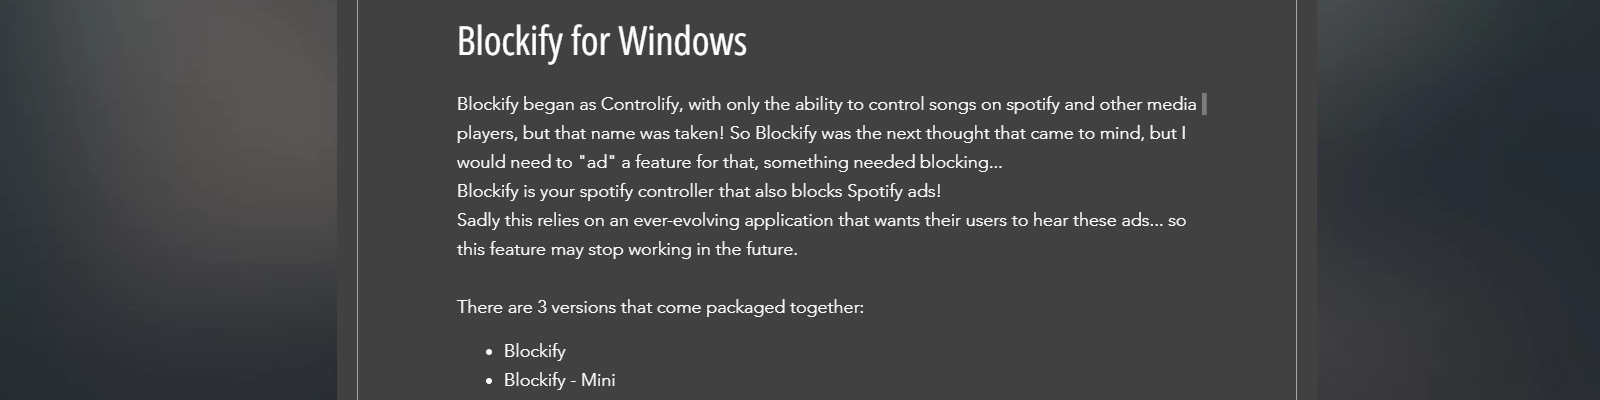 Blockify for Windows
Blockify began as Controlify, with only the ability to control songs on spotify and other media
players, but that name was taken! So Blockify was the next thought that came to mind, but I
would need to "ad" a feature for that, something needed blocking...
Blockify is your spotify controller that also blocks Spotify ads!
Sadly this relies on an ever-evolving application that wants their users to hear these ads... so
this feature may stop working in the future.
There are 3 versions that come packaged together:
• Blockify
• Blockify - Mini